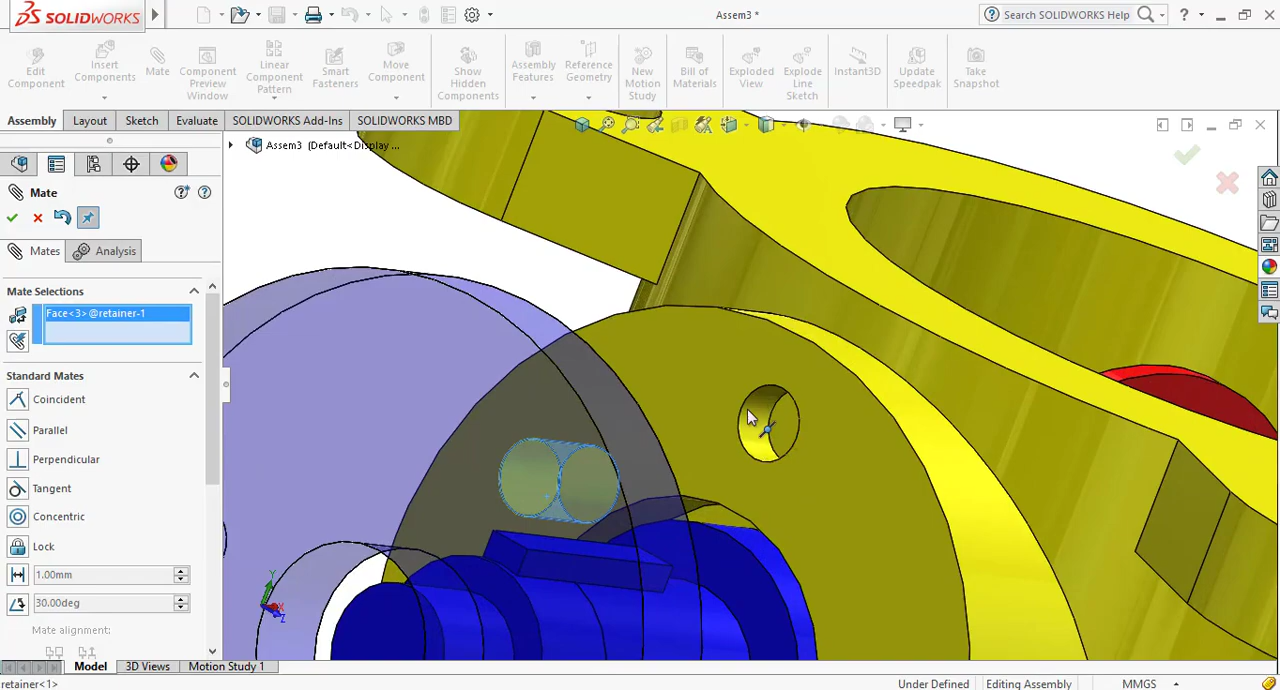 SOLIDWORKS
Assem3 *
Search SOLIDWORKS Help
Edit Component
Insert Components
Mate
Component Preview Window
Linear Component Pattern
Smart Fasteners
Move Component
Show Hidden Components
Assembly Features
Reference Geometry
New Motion Study
Bill of Materials
Exploded View
Explode Line Sketch
Instant3D
Update Speedpak
Take Snapshot
Assembly
Layout
Sketch
Evaluate
SOLIDWORKS Add-Ins
SOLIDWORKS MBD
Assem3 (Default<Display ...
Mate
Mates
Analysis
Mate Selections
Face<3>@retainer-1
Standard Mates
Coincident
Parallel
Perpendicular
Tangent
Concentric
Lock
1.00mm
30.00deg
Mate alignment:
Y
X
Z
Model
3D Views
Motion Study 1
retainer<1>
Under Defined
Editing Assembly
MMGS